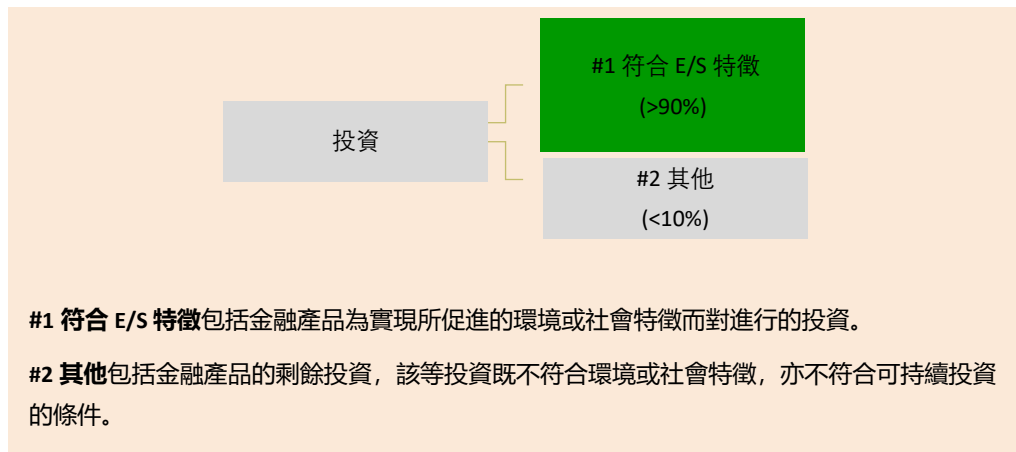 #1 符合 E/S 特徵
(>90%)
投資
#2 其他
(<10%)
#1 符合 E/S 特徵包括金融產品為實現所促進的環境或社會特徵而對進行的投資。
#2 其他包括金融產品的剩餘投資，該等投資既不符合環境或社會特徵，亦不符合可持續投資
的條件。